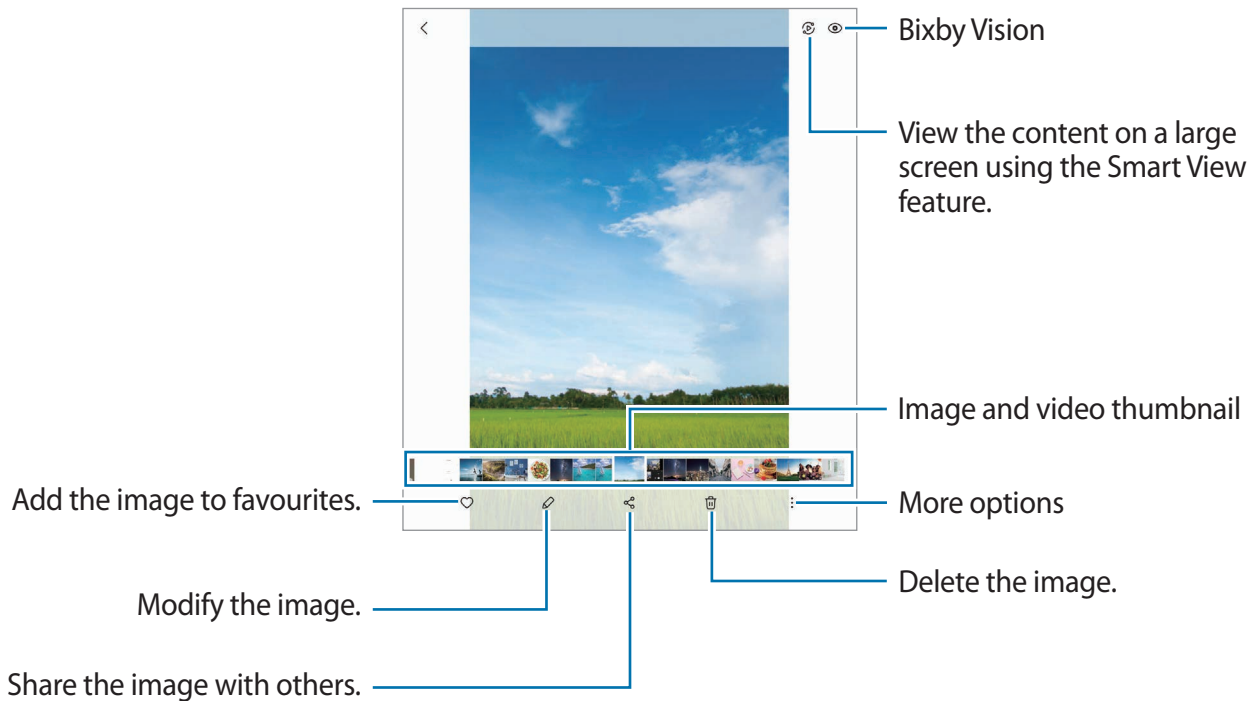 Bixby Vision
View the content on a large
screen using the Smart View
feature.
Image and video thumbnail
Add the image to favourites.
More options
Delete the image.
Modify the image.
Share the image with others.